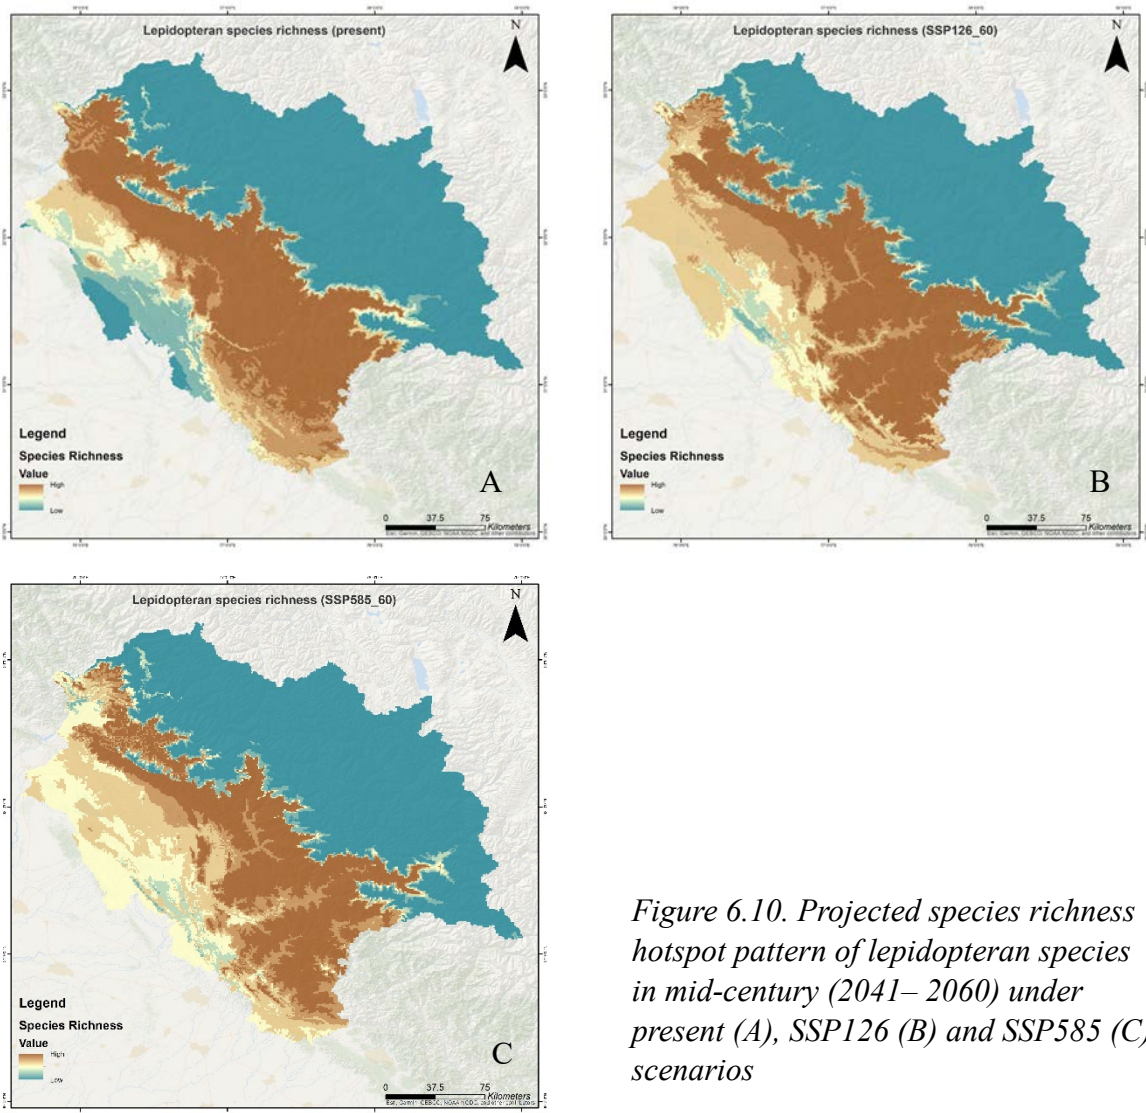 Lepidopteran species richness (present)
N
Legend
Species Richness
Value
High
Low
A
0 37.5 75
Kilometers
Lepidopteran species richness (SSP126_60)
N
Legend
Species Richness
Value
High
Low
B
0 37.5 75
Kilometers
Lepidopteran species richness (SSP585_60)
N
Legend
Species Richness
Value
High
Low
C
0 37.5 75
Kilometers
Figure 6.10. Projected species richness
hotspot pattern of lepidopteran species
in mid-century (2041– 2060) under
present (A), SSP126 (B) and SSP585 (C)
scenarios